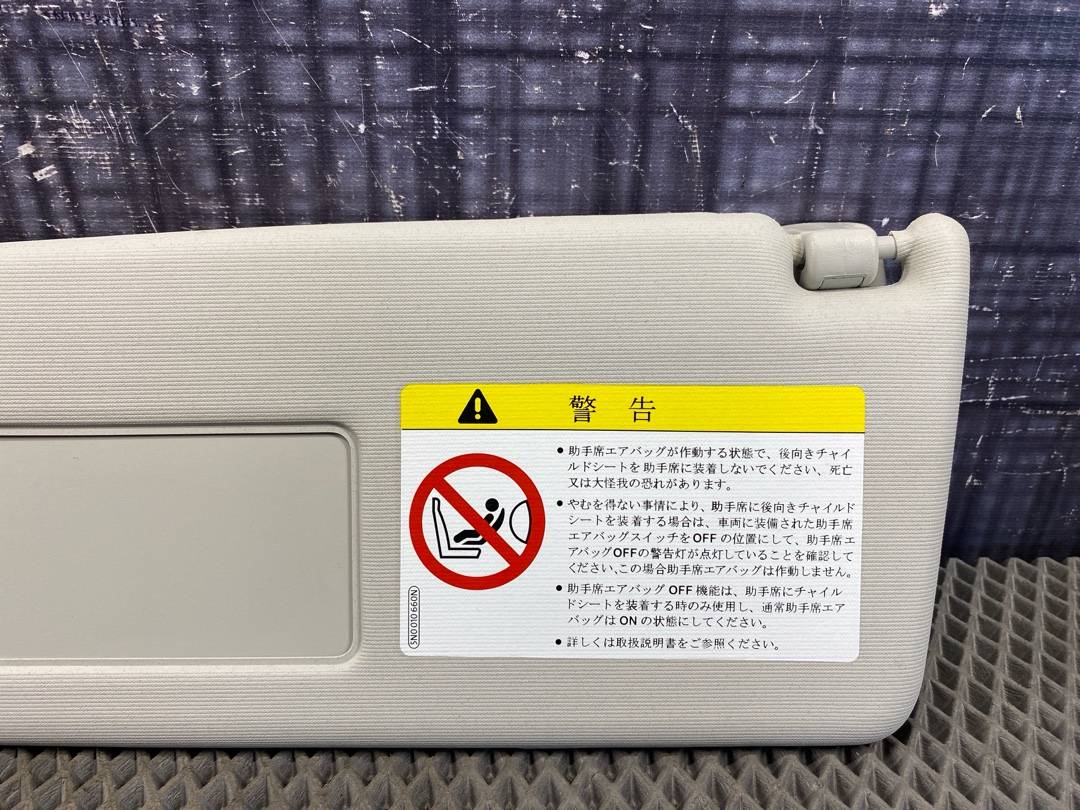 警 告
● 助手席エアバッグが作動する状態で、後向きチャイ
ルドシートを助手席に装着しないでください、死亡
又は大怪我の恐れがあります。
● やむを得ない事情により、助手席に後向きチャイルド
シートを装着する場合は、車両に装備された助手席
エアバッグスイッチをOFFの位置にして、助手席エ
アバッグOFFの警告灯が点灯していることを確認して
ください、この場合助手席エアバッグは作動しません。
● 助手席エアバッグ OFF 機能は、助手席にチャイル
ドシートを装着する時のみ使用し、通常助手席エア
バッグは ON の状態にしてください。
● 詳しくは取扱説明書をご参照ください。
5N0 010 660N